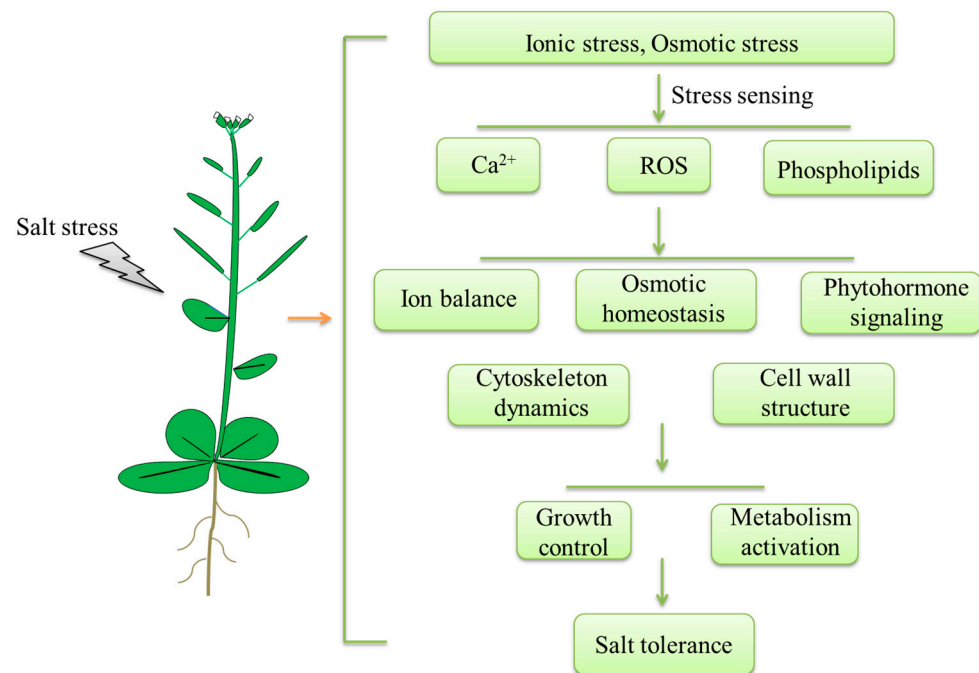 Ionic stress, Osmotic stress
Stress sensing
Ca²⁺
ROS
Phospholipids
Salt stress
Ion balance
Osmotic
homeostasis
Phytohormone
signaling
Cytoskeleton
dynamics
Cell wall
structure
Growth
control
Metabolism
activation
Salt tolerance